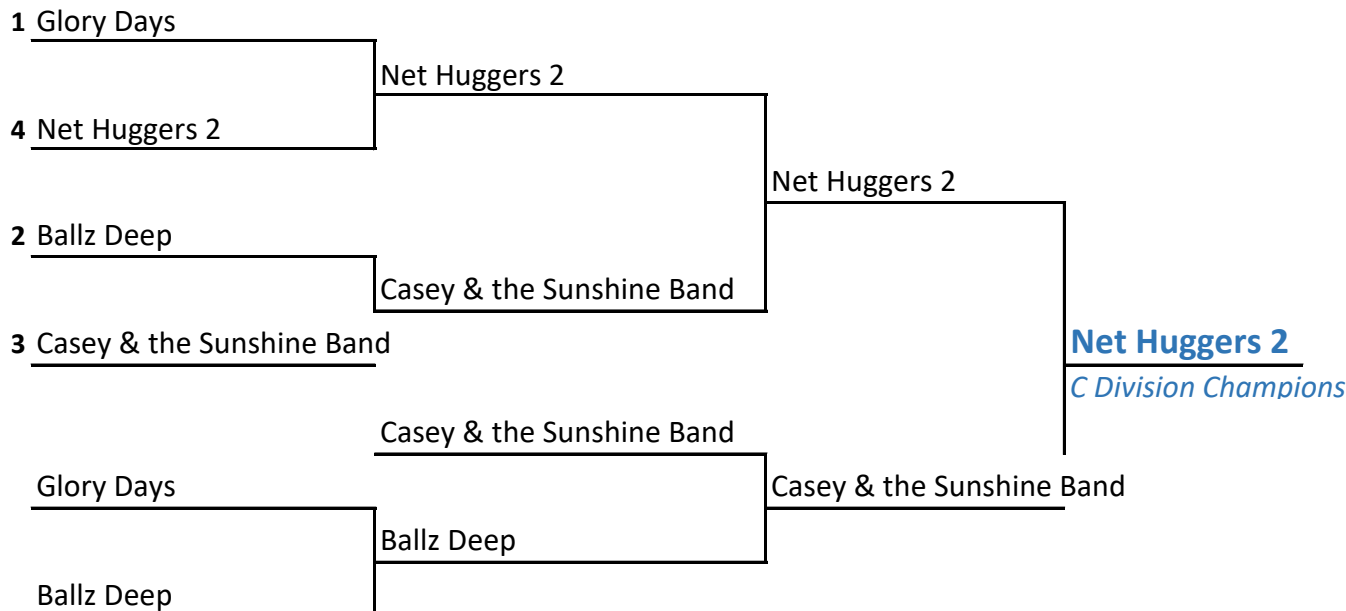 1 Glory Days
Net Huggers 2
4 Net Huggers 2
Net Huggers 2
2 Ballz Deep
Casey & the Sunshine Band
3 Casey & the Sunshine Band
Net Huggers 2
C Division Champions
Casey & the Sunshine Band
Glory Days
Casey & the Sunshine Band
Ballz Deep
Ballz Deep